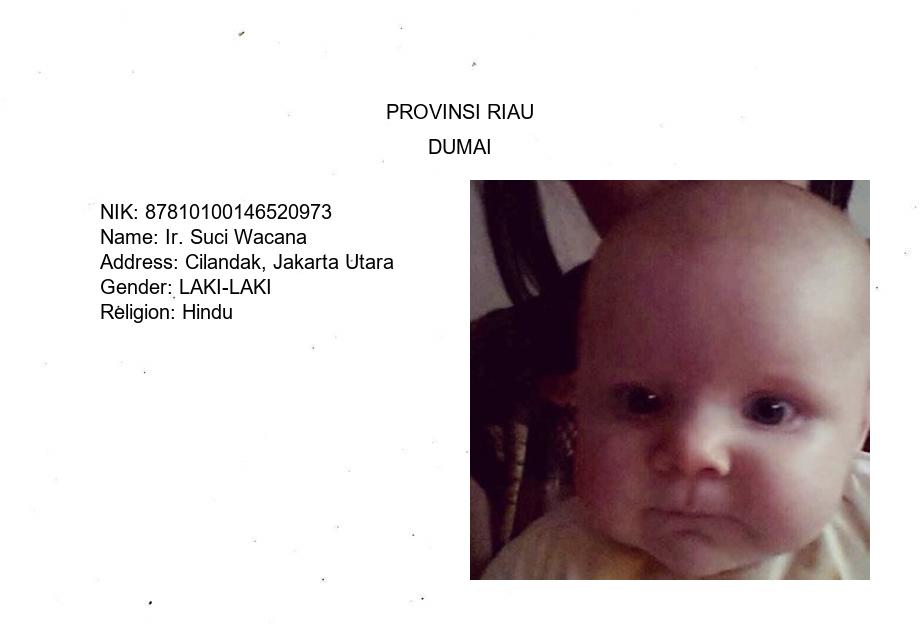 PROVINSI RIAU
DUMAI
NIK: 87810100146520973
Name: Ir. Suci Wacana
Address: Cilandak, Jakarta Utara
Gender: LAKI-LAKI
Religion: Hindu